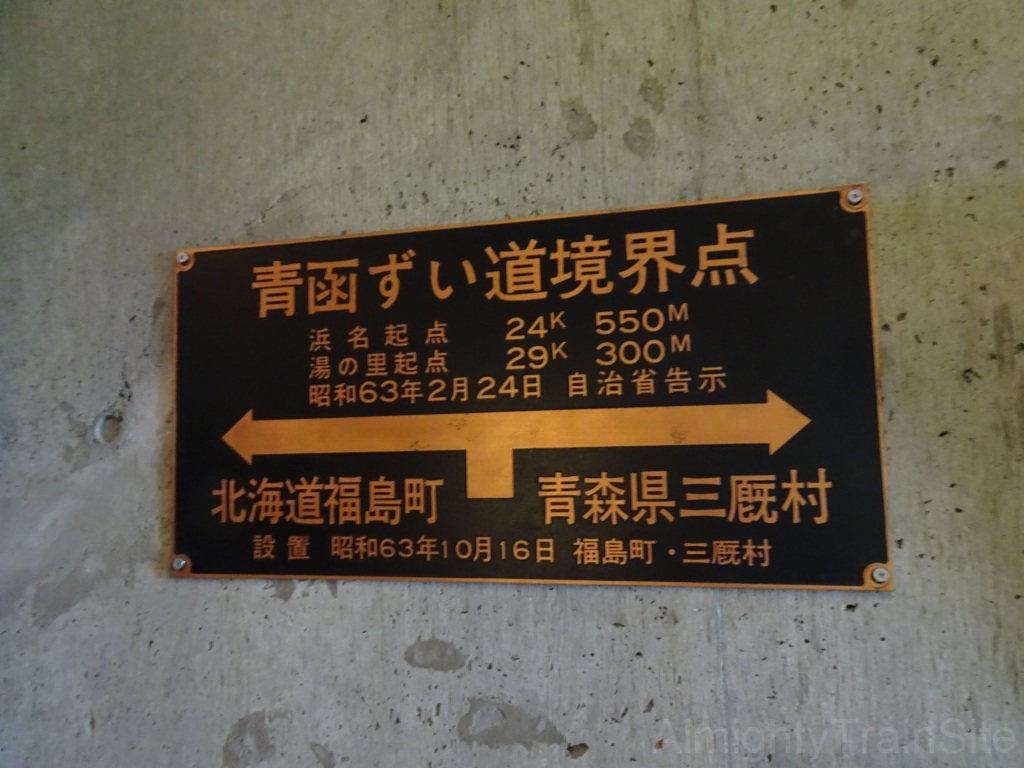 青函ずい道境界点
浜名起点 24K 550M
湯の里起点 29K 300M
昭和63年2月24日 自治省告示
北海道福島町 青森県三厩村
設置 昭和63年10月16日 福島町・三厩村
AlmightyTrainSite